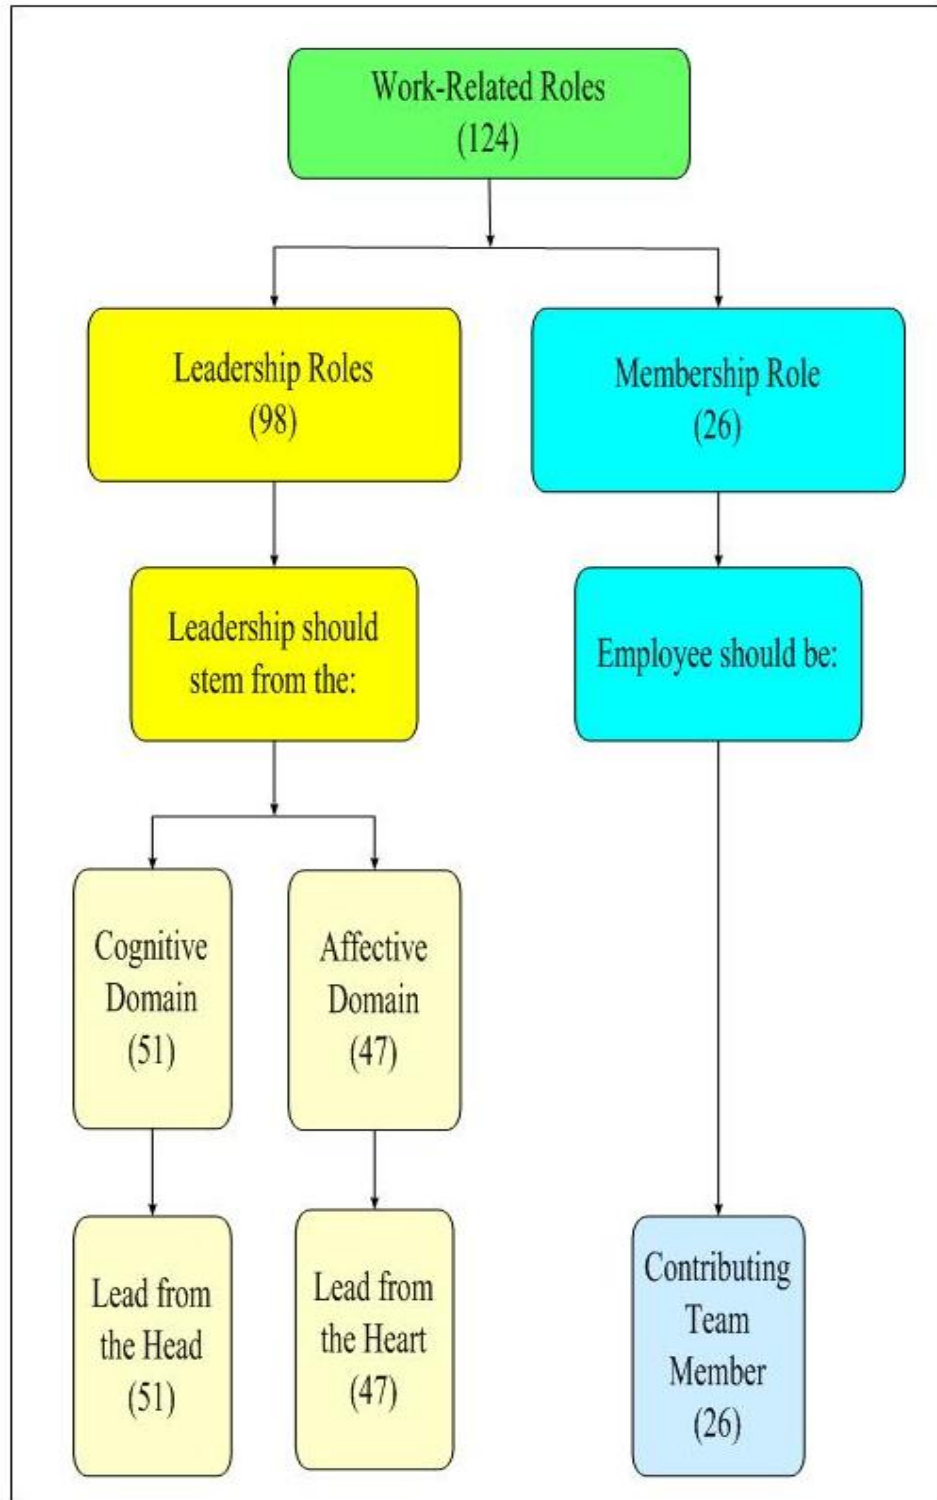 Work-Related Roles
(124)
Leadership Roles
(98)
Membership Role
(26)
Leadership should
stem from the:
Employee should be:
Cognitive
Domain
(51)
Affective
Domain
(47)
Lead from
the Head
(51)
Lead from
the Heart
(47)
Contributing
Team
Member
(26)